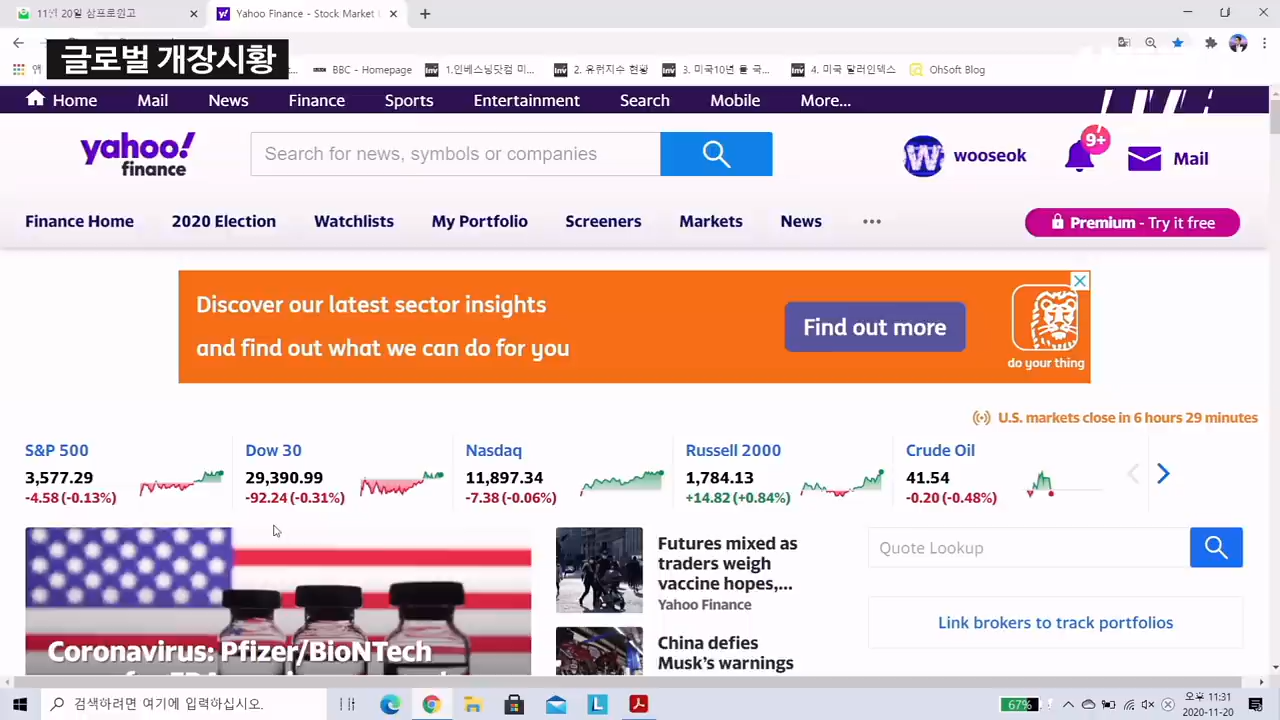 11월 20일 삼프로원고
Yahoo Finance - Stock Market
글로벌 개장시황
BBC - Homepage
1.인베스팅닷컴 미...
2. 유럽지수 현황
3. 미국10년 물 국...
4. 미국 달러인덱스
OhSoft Blog
Home Mail News Finance Sports Entertainment Search Mobile More...
yahoo!
finance
Search for news, symbols or companies
wooseok
9+
Mail
Finance Home 2020 Election Watchlists My Portfolio Screeners Markets News
Premium - Try it free
Discover our latest sector insights
and find out what we can do for you
Find out more
do your thing
U.S. markets close in 6 hours 29 minutes
S&P 500 Dow 30 Nasdaq Russell 2000 Crude Oil
3,577.29 29,390.99 11,897.34 1,784.13 41.54
-4.58 (-0.13%) -92.24 (-0.31%) -7.38 (-0.06%) +14.82 (+0.84%) -0.20 (-0.48%)
Coronavirus: Pfizer/BioNTech
Futures mixed as
traders weigh
vaccine hopes,...
Yahoo Finance
China defies
Musk's warnings
Quote Lookup
Link brokers to track portfolios
검색하려면 여기에 입력하십시오.
67%
오후 11:31
2020-11-20